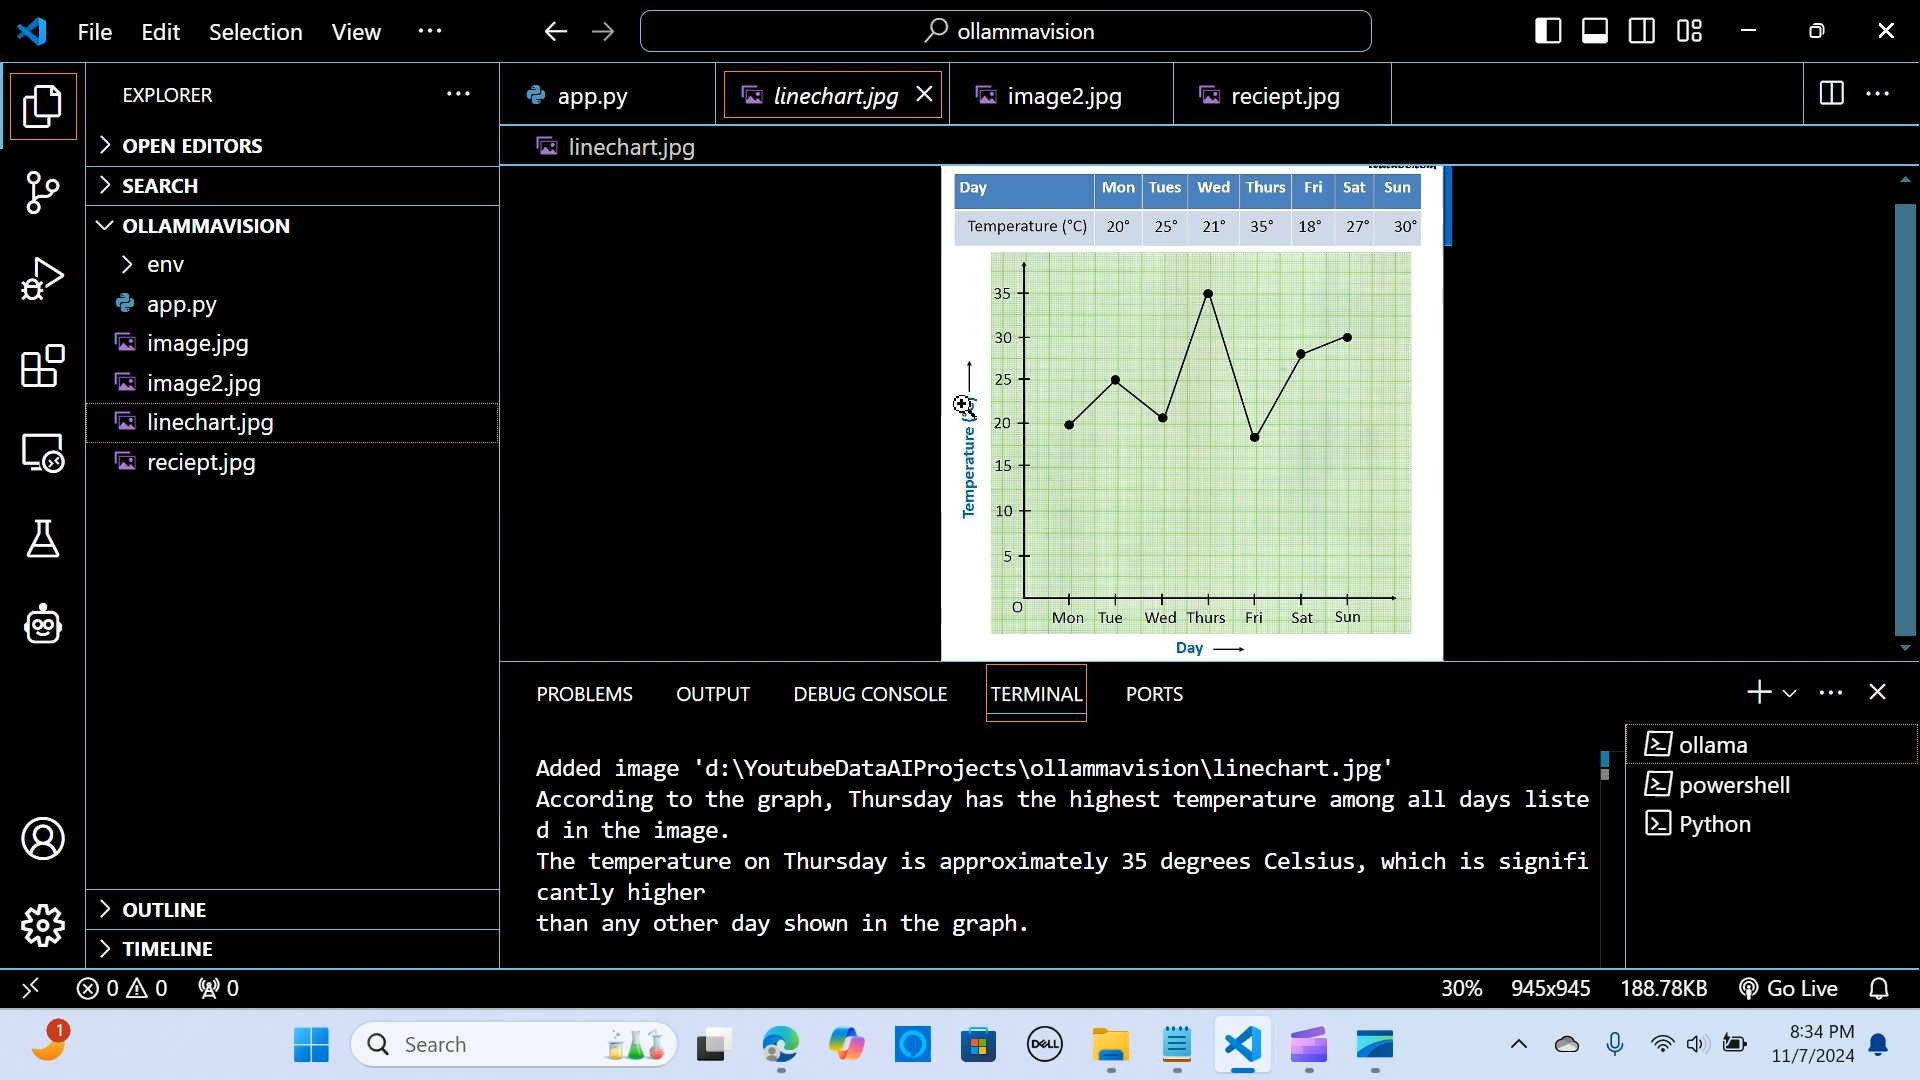 File Edit Selection View ollammavision
EXPLORER
OPEN EDITORS
SEARCH
OLLAMMAVISION
env
app.py
image.jpg
image2.jpg
linechart.jpg
reciept.jpg
OUTLINE
TIMELINE
app.py linechart.jpg image2.jpg reciept.jpg
linechart.jpg
Day Mon Tues Wed Thurs Fri Sat Sun
Temperature (°C) 20° 25° 21° 35° 18° 27° 30°
35
30
25
20
15
10
5
O
Temperature
Mon Tue Wed Thurs Fri Sat Sun
Day
PROBLEMS OUTPUT DEBUG CONSOLE TERMINAL PORTS
Added image 'd:\YoutubeDataAIProjects\ollammavision\linechart.jpg'
According to the graph, Thursday has the highest temperature among all days liste
d in the image.
The temperature on Thursday is approximately 35 degrees Celsius, which is signifi
cantly higher
than any other day shown in the graph.
ollama
powershell
Python
0 0 0 30% 945x945 188.78KB Go Live
1 Search DELL 8:34 PM
11/7/2024